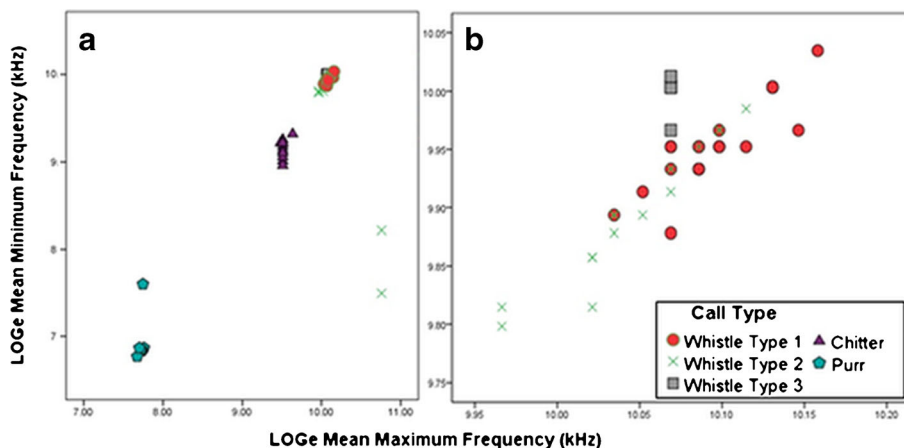 a
b
LOGe Mean Minimum Frequency (kHz)
10.
9.
8
7.
7.00 8.00 9.00 10.00 11.00
10.05
10.00
9.95
9.90
9.85
9.80
9.75
9.95 10.00 10.05 10.10 10.15 10.20
Call Type
Whistle Type 1
Chitter
Whistle Type 2
Purr
Whistle Type 3
LOGe Mean Maximum Frequency (kHz)